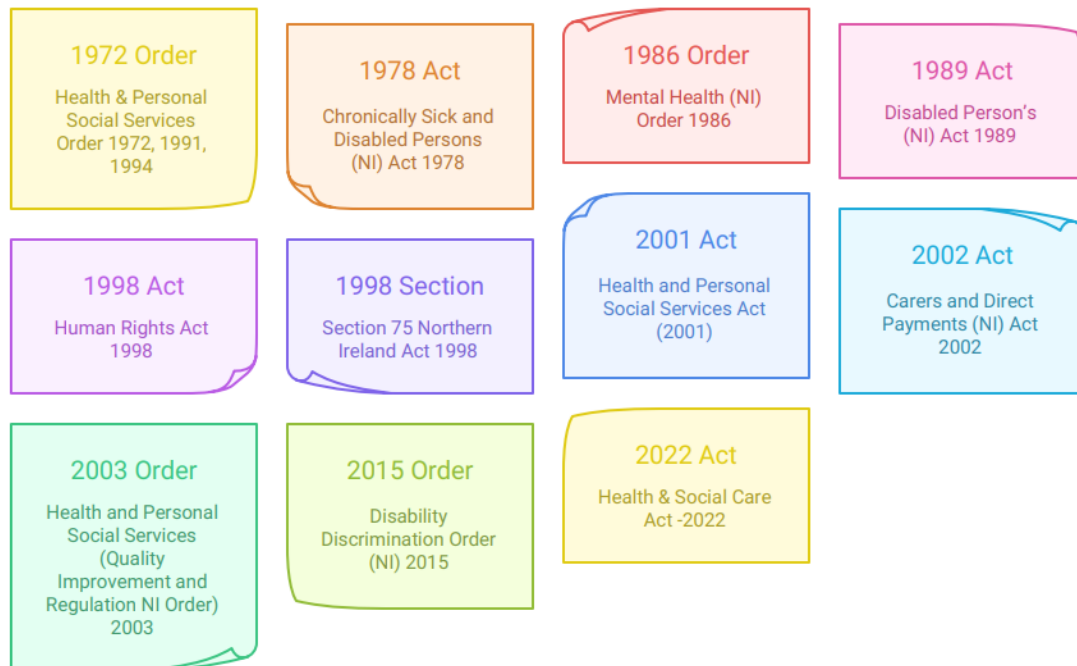 1972 Order
Health & Personal
Social Services
Order 1972, 1991,
1994
1978 Act
Chronically Sick and
Disabled Persons
(NI) Act 1978
1986 Order
Mental Health (NI)
Order 1986
1989 Act
Disabled Person's
(NI) Act 1989
1998 Act
Human Rights Act
1998
1998 Section
Section 75 Northern
Ireland Act 1998
2001 Act
Health and Personal
Social Services Act
(2001)
2002 Act
Carers and Direct
Payments (NI) Act
2002
2003 Order
Health and Personal
Social Services
(Quality
Improvement and
Regulation NI Order)
2003
2015 Order
Disability
Discrimination Order
(NI) 2015
2022 Act
Health & Social Care
Act -2022